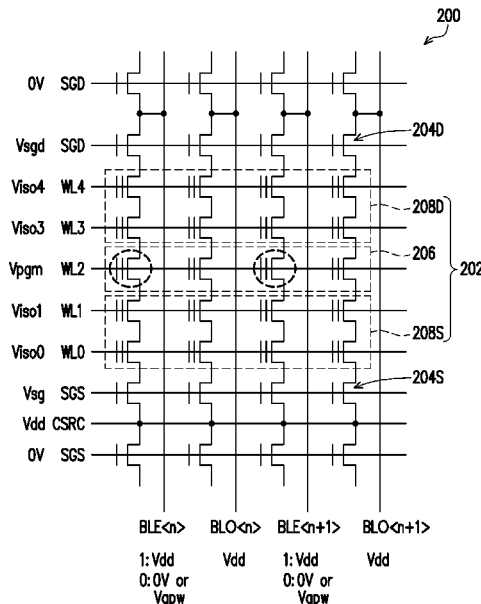 200
0V SGD
Vsgd SGD
204D
Viso4 WL4
208D
Viso3 WL3
206
Vpgm WL2
202
Viso1 WL1
208S
Viso0 WL0
204S
Vsg SGS
Vdd CSRC
0V SGS
BLE<n> BLO<n> BLE<n+1> BLO<n+1>
1:Vdd Vdd 1:Vdd Vdd
0:0V or 0:0V or
Vqpw Vqpw